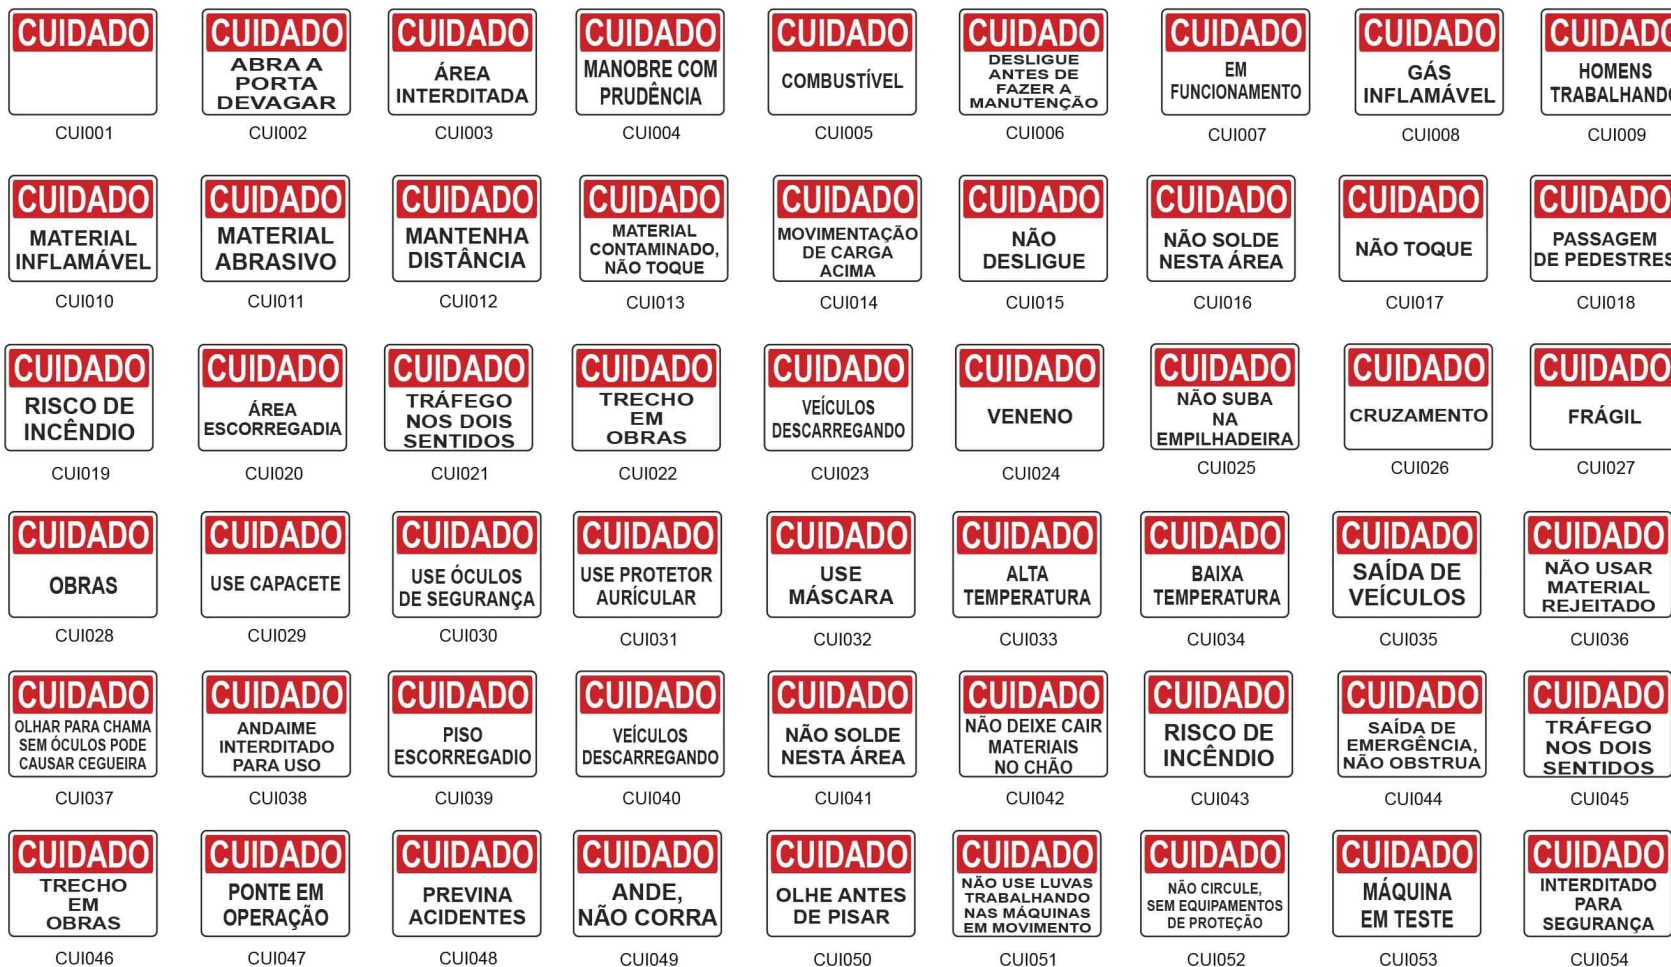 CUIDADO
CUI001
CUIDADO
ABRA A
PORTA
DEVAGAR
CUI002
CUIDADO
ÁREA
INTERDITADA
CUI003
CUIDADO
MANOBRE COM
PRUDÊNCIA
CUI004
CUIDADO
COMBUSTÍVEL
CUI005
CUIDADO
DESLIGUE
ANTES DE
FAZER A
MANUTENÇÃO
CUI006
CUIDADO
EM
FUNCIONAMENTO
CUI007
CUIDADO
GÁS
INFLAMÁVEL
CUI008
CUIDADO
HOMENS
TRABALHANDO
CUI009
CUIDADO
MATERIAL
INFLAMÁVEL
CUI010
CUIDADO
MATERIAL
ABRASIVO
CUI011
CUIDADO
MANTENHA
DISTÂNCIA
CUI012
CUIDADO
MATERIAL
CONTAMINADO,
NÃO TOQUE
CUI013
CUIDADO
MOVIMENTAÇÃO
DE CARGA
ACIMA
CUI014
CUIDADO
NÃO
DESLIGUE
CUI015
CUIDADO
NÃO SOLDE
NESTA ÁREA
CUI016
CUIDADO
NÃO TOQUE
CUI017
CUIDADO
PASSAGEM
DE PEDESTRES
CUI018
CUIDADO
RISCO DE
INCÊNDIO
CUI019
CUIDADO
ÁREA
ESCORREGADIA
CUI020
CUIDADO
TRÁFEGO
NOS DOIS
SENTIDOS
CUI021
CUIDADO
TRECHO
EM
OBRAS
CUI022
CUIDADO
VEÍCULOS
DESCARREGANDO
CUI023
CUIDADO
VENENO
CUI024
CUIDADO
NÃO SUBA
NA
EMPILHADEIRA
CUI025
CUIDADO
CRUZAMENTO
CUI026
CUIDADO
FRÁGIL
CUI027
CUIDADO
OBRAS
CUI028
CUIDADO
USE CAPACETE
CUI029
CUIDADO
USE ÓCULOS
DE SEGURANÇA
CUI030
CUIDADO
USE PROTETOR
AURÍCULAR
CUI031
CUIDADO
USE
MÁSCARA
CUI032
CUIDADO
ALTA
TEMPERATURA
CUI033
CUIDADO
BAIXA
TEMPERATURA
CUI034
CUIDADO
SAÍDA DE
VEÍCULOS
CUI035
CUIDADO
NÃO USAR
MATERIAL
REJEITADO
CUI036
CUIDADO
OLHAR PARA CHAMA
SEM ÓCULOS PODE
CAUSAR CEGUEIRA
CUI037
CUIDADO
ANDAIME
INTERDITADO
PARA USO
CUI038
CUIDADO
PISO
ESCORREGADIO
CUI039
CUIDADO
VEÍCULOS
DESCARREGANDO
CUI040
CUIDADO
NÃO SOLDE
NESTA ÁREA
CUI041
CUIDADO
NÃO DEIXE CAIR
MATERIAIS
NO CHÃO
CUI042
CUIDADO
RISCO DE
INCÊNDIO
CUI043
CUIDADO
SAÍDA DE
EMERGÊNCIA,
NÃO OBSTRUA
CUI044
CUIDADO
TRÁFEGO
NOS DOIS
SENTIDOS
CUI045
CUIDADO
TRECHO
EM
OBRAS
CUI046
CUIDADO
PONTE EM
OPERAÇÃO
CUI047
CUIDADO
PREVINA
ACIDENTES
CUI048
CUIDADO
ANDE,
NÃO CORRA
CUI049
CUIDADO
OLHE ANTES
DE PISAR
CUI050
CUIDADO
NÃO USE LUVAS
TRABALHANDO
NAS MÁQUINAS
EM MOVIMENTO
CUI051
CUIDADO
NÃO CIRCULE,
SEM EQUIPAMENTOS
DE PROTEÇÃO
CUI052
CUIDADO
MÁQUINA
EM TESTE
CUI053
CUIDADO
INTERDITADO
PARA
SEGURANÇA
CUI054